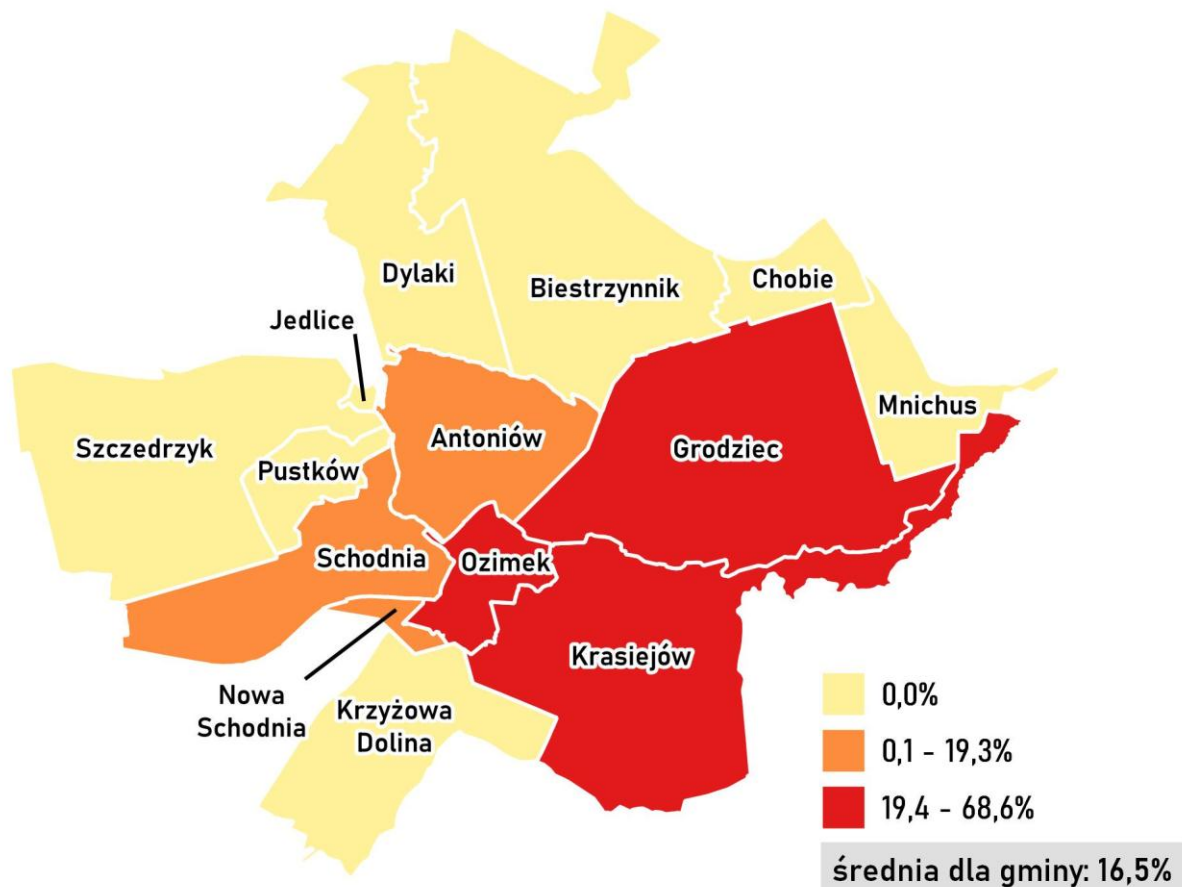 Dylaki
Biestrzynnik
Chobie
Jedlice
Mnichus
Szczedrzyk
Antoniów
Grodziec
Pustków
Schodnia
Ozimek
Krasiejów
Nowa
Schodnia
Krzyżowa
Dolina
0,0%
0,1 - 19,3%
19,4 - 68,6%
średnia dla gminy: 16,5%